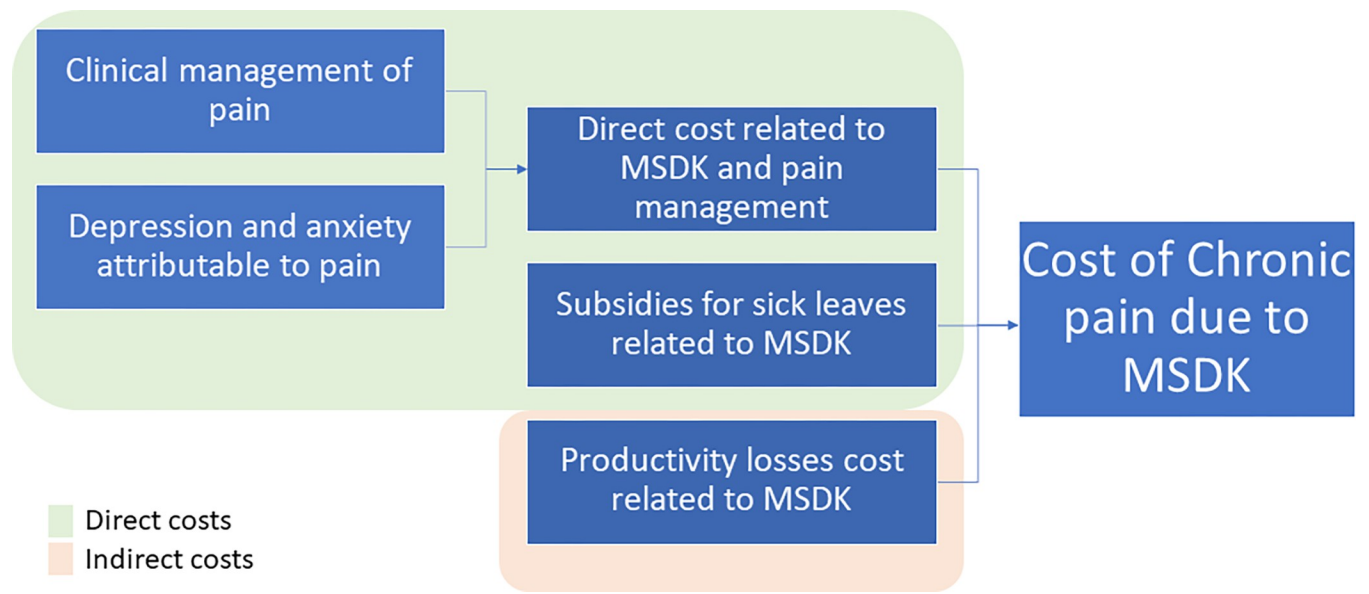 Clinical management of
pain
Depression and anxiety
attributable to pain
Direct cost related to
MSDK and pain
management
Subsidies for sick leaves
related to MSDK
Productivity losses cost
related to MSDK
Cost of Chronic
pain due to
MSDK
Direct costs
Indirect costs